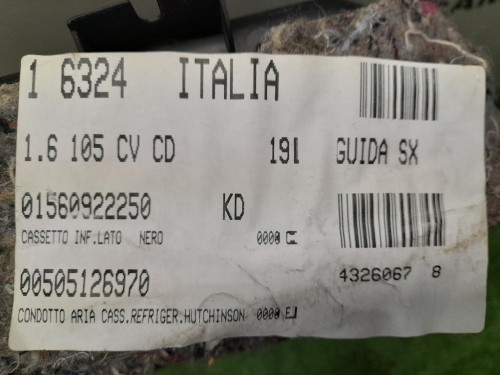 1 6324 ITALIA
1.6 105 CV CD 191 GUIDA SX
01560922250 KD
CASSETTO INF.LATO NERO 0000
00505126970
4326067 8
CONDOTTO ARIA CASS.REFRIGER.HUTCHINSON 0000